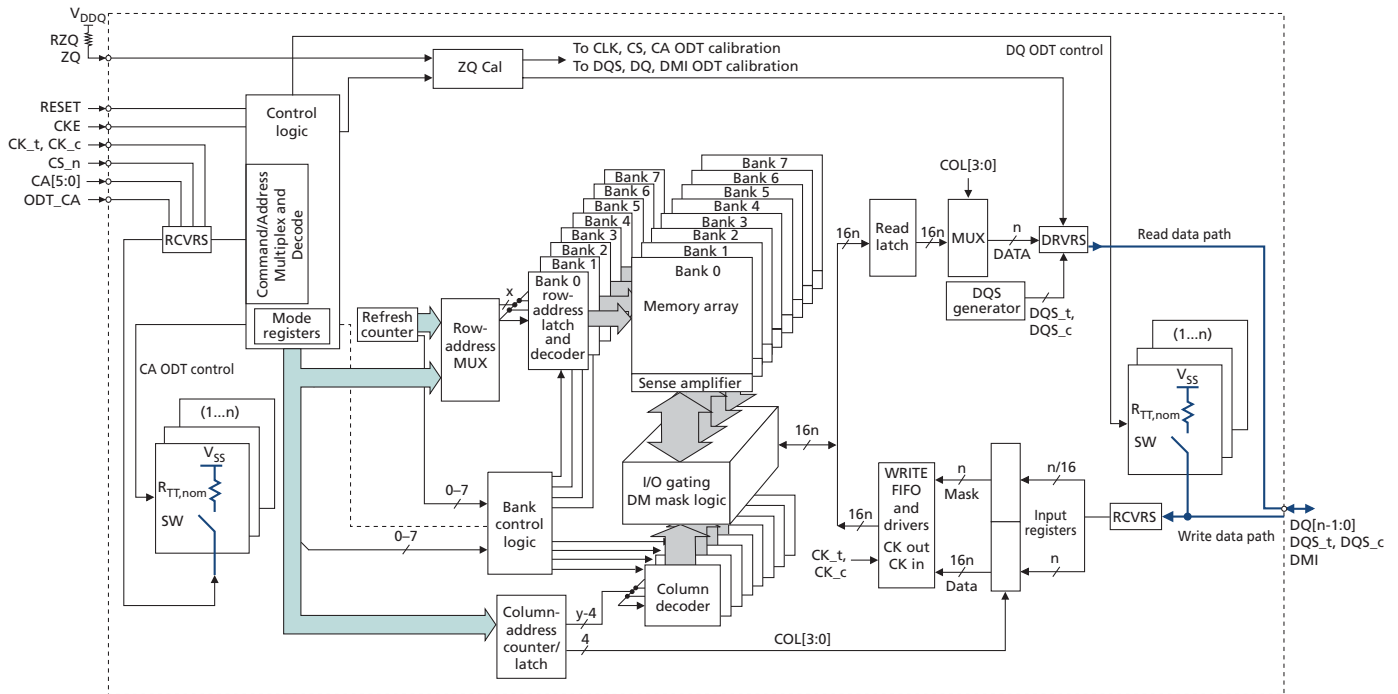 VDDQ
RZQ
ZQ
RESET
CKE
CK_t, CK_c
CS_n
CA[5:0]
ODT_CA
RCVRS
Control
logic
Command/Address
Multiplex and
Decode
Mode
registers
CA ODT control
(1...n)
VSS
RTT,nom
SW
ZQ Cal
To CLK, CS, CA ODT calibration
To DQS, DQ, DMI ODT calibration
DQ ODT control
Refresh
counter
Row-
address
MUX
x
Bank 7
Bank 6
Bank 5
Bank 4
Bank 3
Bank 2
Bank 1
Bank 0
row-
address
latch
and
decoder
Bank 7
Bank 6
Bank 5
Bank 4
Bank 3
Bank 2
Bank 1
Bank 0
Memory array
Sense amplifier
I/O gating
DM mask logic
0–7
0–7
Bank
control
logic
Column
decoder
Column-
address
counter/
latch
y-4
4
COL[3:0]
16n
16n
Read
latch
16n
COL[3:0]
MUX
n
DATA
DRVRS
DQS
generator
DQS_t,
DQS_c
Read data path
(1...n)
VSS
RTT,nom
SW
16n
WRITE
FIFO
and
drivers
CK out
CK in
CK_t,
CK_c
n
Mask
16n
Data
Input
registers
n/16
n
RCVRS
Write data path
DQ[n-1:0]
DQS_t, DQS_c
DMI